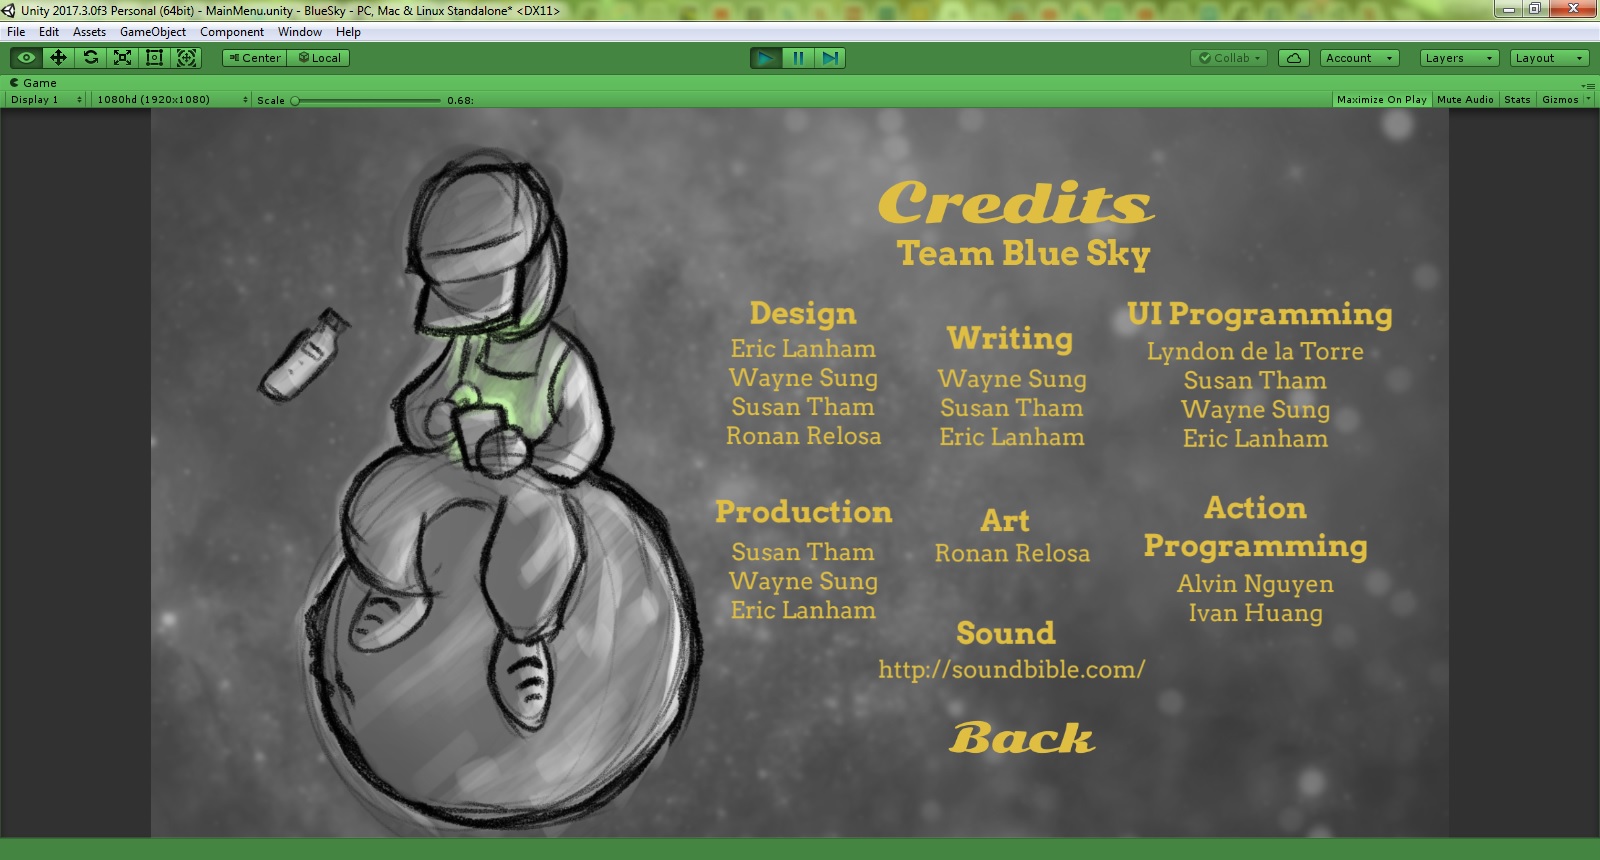 Unity 2017.3.0f3 Personal (64bit) - MainMenu.unity - BlueSky - PC, Mac & Linux Standalone* <DX11>
File Edit Assets GameObject Component Window Help
Center Local Collab Account Layers Layout
Game
Display 1 1080hd (1920x1080) Scale 0.68: Maximize On Play Mute Audio Stats Gizmos
Credits
Team Blue Sky
Design
Eric Lanham
Wayne Sung
Susan Tham
Ronan Relosa
Writing
Wayne Sung
Susan Tham
Eric Lanham
UI Programming
Lyndon de la Torre
Susan Tham
Wayne Sung
Eric Lanham
Production
Susan Tham
Wayne Sung
Eric Lanham
Art
Ronan Relosa
Action
Programming
Alvin Nguyen
Ivan Huang
Sound
http://soundbible.com/
Back